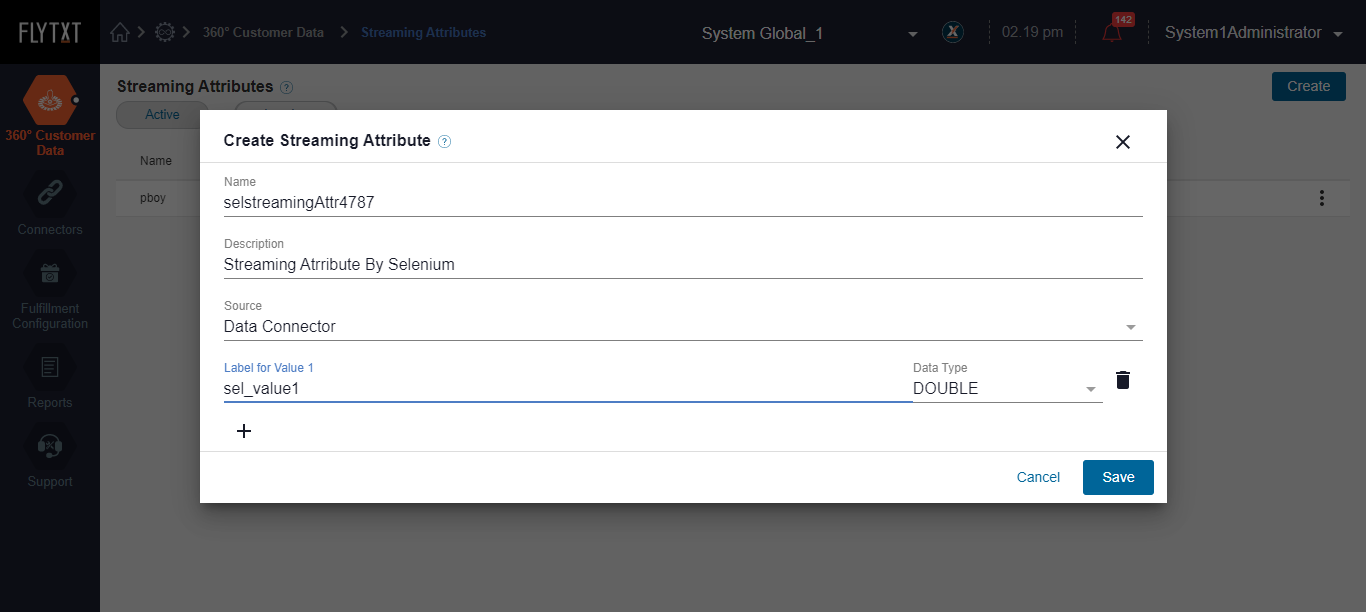 FLYTXT
360° Customer Data
Streaming Attributes
System Global_1
02.19 pm
142
System1Administrator
360° Customer
Data
Connectors
Fulfillment
Configuration
Reports
Support
Streaming Attributes ?
Create
Active
Name
pboy
Create Streaming Attribute ?
Name
selstreamingAttr4787
Description
Streaming Atrribute By Selenium
Source
Data Connector
Label for Value 1
Data Type
sel_value1
DOUBLE
Cancel
Save